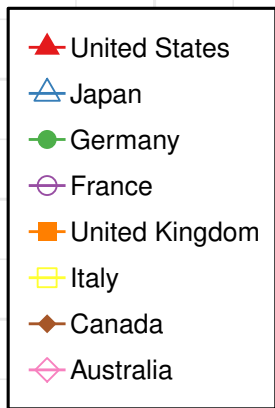 United States
Japan
Germany
France
United Kingdom
Italy
Canada
Australia